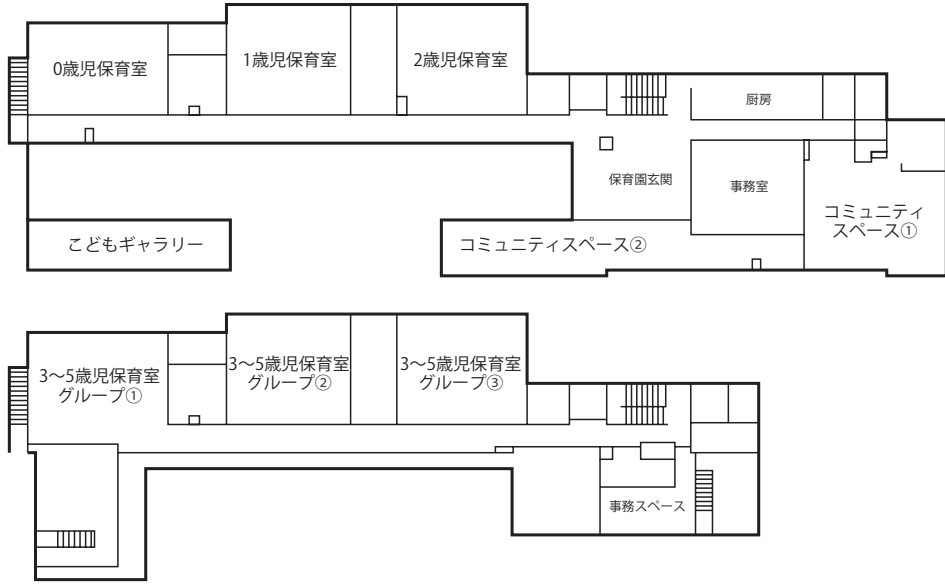 0歳児保育室
1歳児保育室
2歳児保育室
厨房
保育園玄関
事務室
コミュニティ
スペース①
こどもギャラリー
コミュニティスペース②
3〜5歳児保育室
グループ①
3〜5歳児保育室
グループ②
3〜5歳児保育室
グループ③
事務スペース